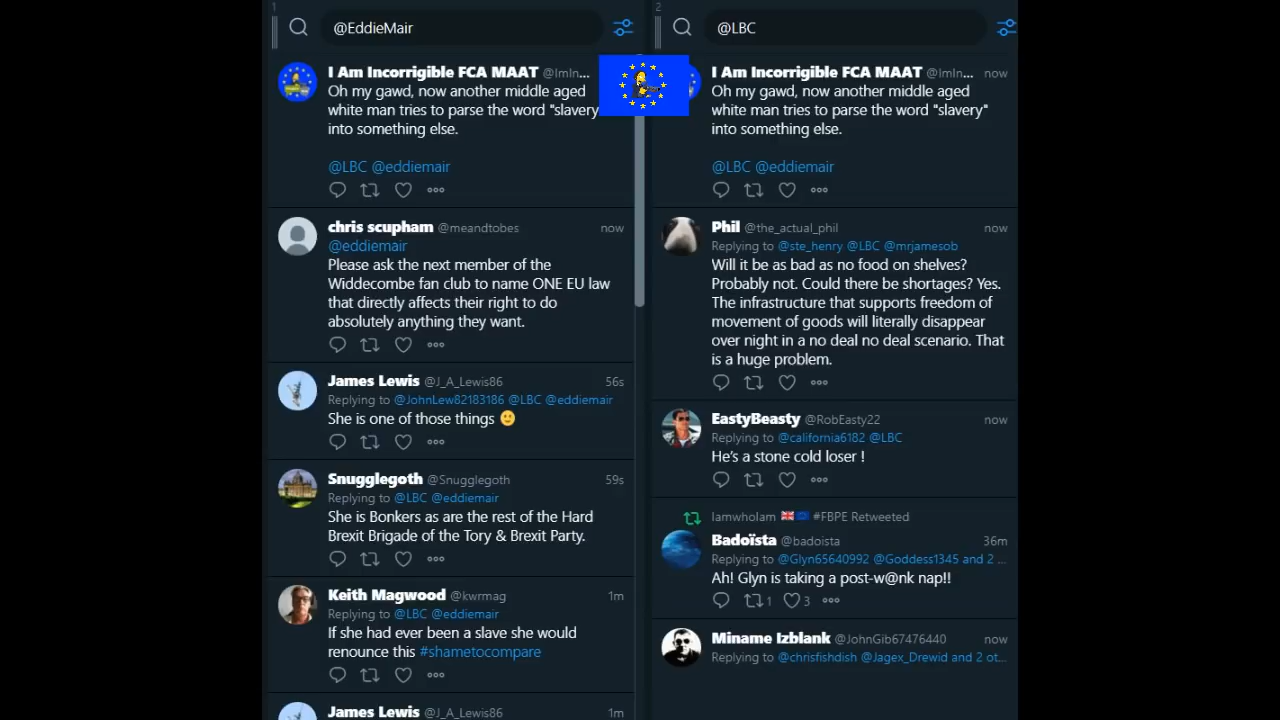 1
@EddieMair
I Am Incorrigible FCA MAAT @ImIn...
Oh my gawd, now another middle aged
white man tries to parse the word "slavery
into something else.
@LBC @eddiemair
chris scupham @meandtobes now
@eddiemair
Please ask the next member of the
Widdecombe fan club to name ONE EU law
that directly affects their right to do
absolutely anything they want.
James Lewis @J_A_Lewis86 56s
Replying to @JohnLew82183186 @LBC @eddiemair
She is one of those things 🙂
Snugglegoth @Snugglegoth 59s
Replying to @LBC @eddiemair
She is Bonkers as are the rest of the Hard
Brexit Brigade of the Tory & Brexit Party.
Keith Magwood @kwrmag 1m
Replying to @LBC @eddiemair
If she had ever been a slave she would
renounce this #shametocompare
James Lewis @J_A_Lewis86 1m
2
@LBC
I Am Incorrigible FCA MAAT @ImIn... now
Oh my gawd, now another middle aged
white man tries to parse the word "slavery"
into something else.
@LBC @eddiemair
Phil @the_actual_phil now
Replying to @ste_henry @LBC @mrjamesob
Will it be as bad as no food on shelves?
Probably not. Could there be shortages? Yes.
The infrastructure that supports freedom of
movement of goods will literally disappear
over night in a no deal no deal scenario. That
is a huge problem.
EastyBeasty @RobEasty22 now
Replying to @california6182 @LBC
He's a stone cold loser !
Iamwholam 🇬🇧🇪🇺 #FBPE Retweeted
Badoïsta @badoista 36m
Replying to @Glyn65640992 @Goddess1345 and 2 ...
Ah! Glyn is taking a post-w@nk nap!!
1 3
Miname Izblank @JohnGib67476440 now
Replying to @chrisfishdish @Jagex_Drewid and 2 ot...